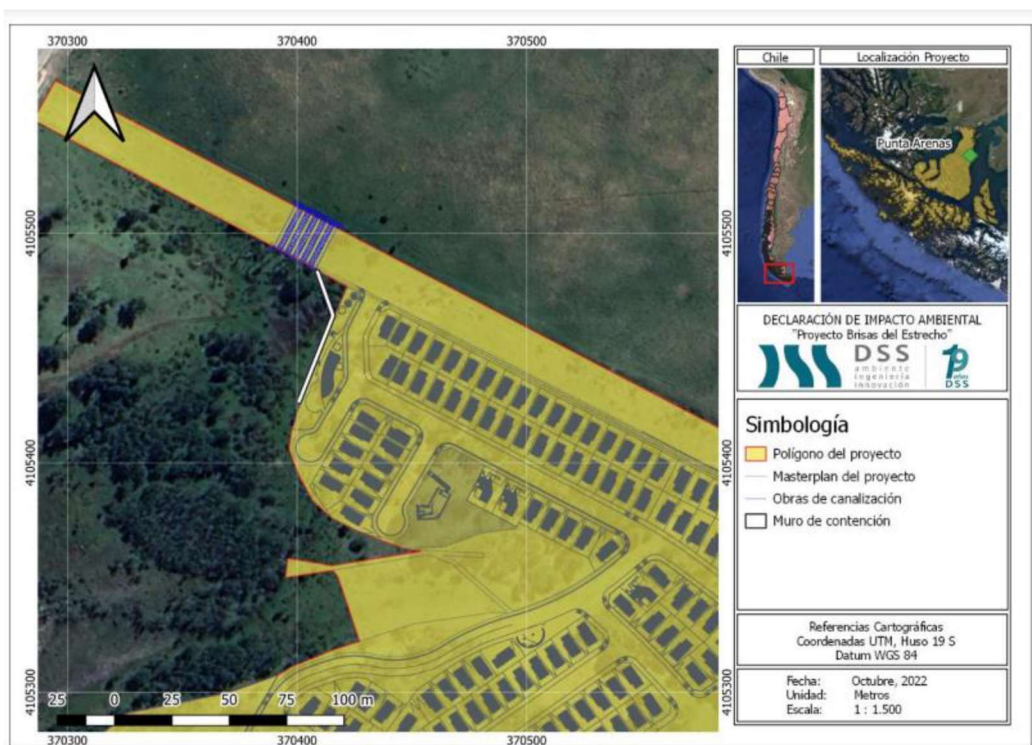 370300 370400 370500
4105500 4105500
4105400 4105400
4105300 4105300
25 0 25 50 75 100 m
370300 370400 370500
Chile
Localización Proyecto
Punta Arenas
DECLARACIÓN DE IMPACTO AMBIENTAL
"Proyecto Brisas del Estrecho"
DSS
ambiente
ingeniería
innovación
19
años
DSS
Simbología
Polígono del proyecto
Masterplan del proyecto
Obras de canalización
Muro de contención
Referencias Cartográficas
Coordenadas UTM, Huso 19 S
Datum WGS 84
Fecha: Octubre, 2022
Unidad: Metros
Escala: 1 : 1.500